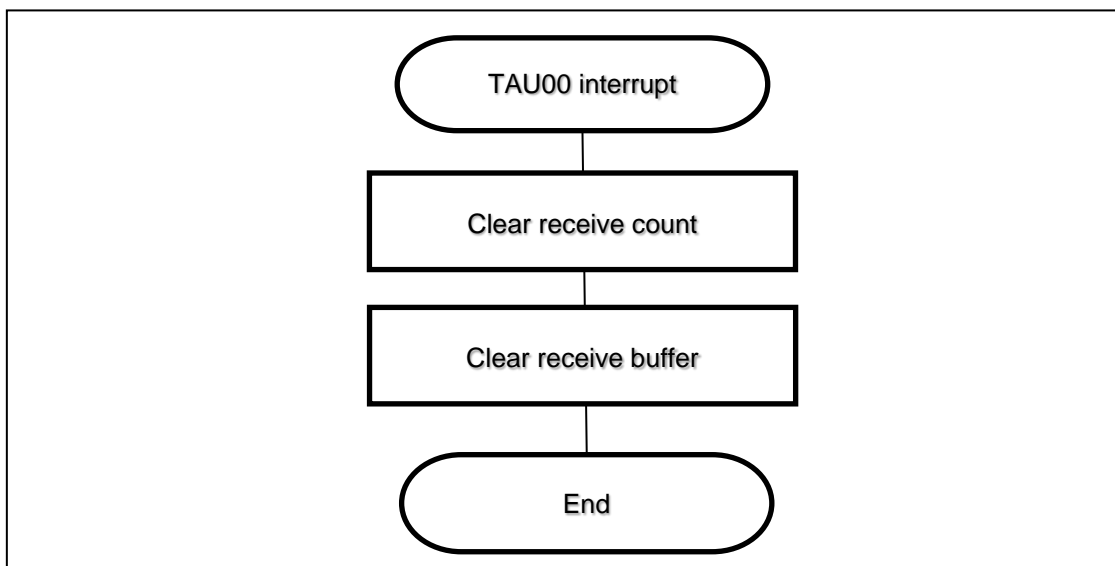 TAU00 interrupt
Clear receive count
Clear receive buffer
End